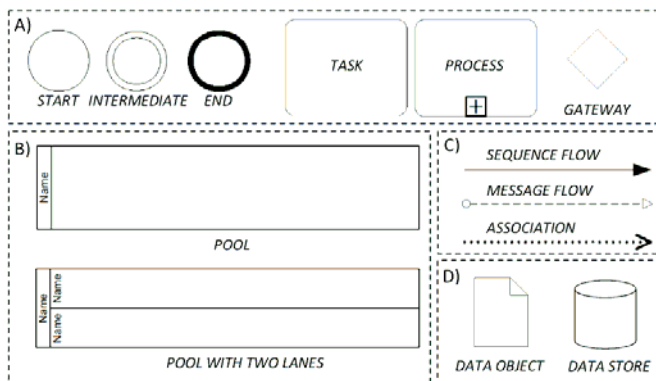 A)
START INTERMEDIATE END
TASK
PROCESS
GATEWAY
B)
Name
POOL
Name
Name
Name
POOL WITH TWO LANES
C)
SEQUENCE FLOW
MESSAGE FLOW
ASSOCIATION
D)
DATA OBJECT DATA STORE